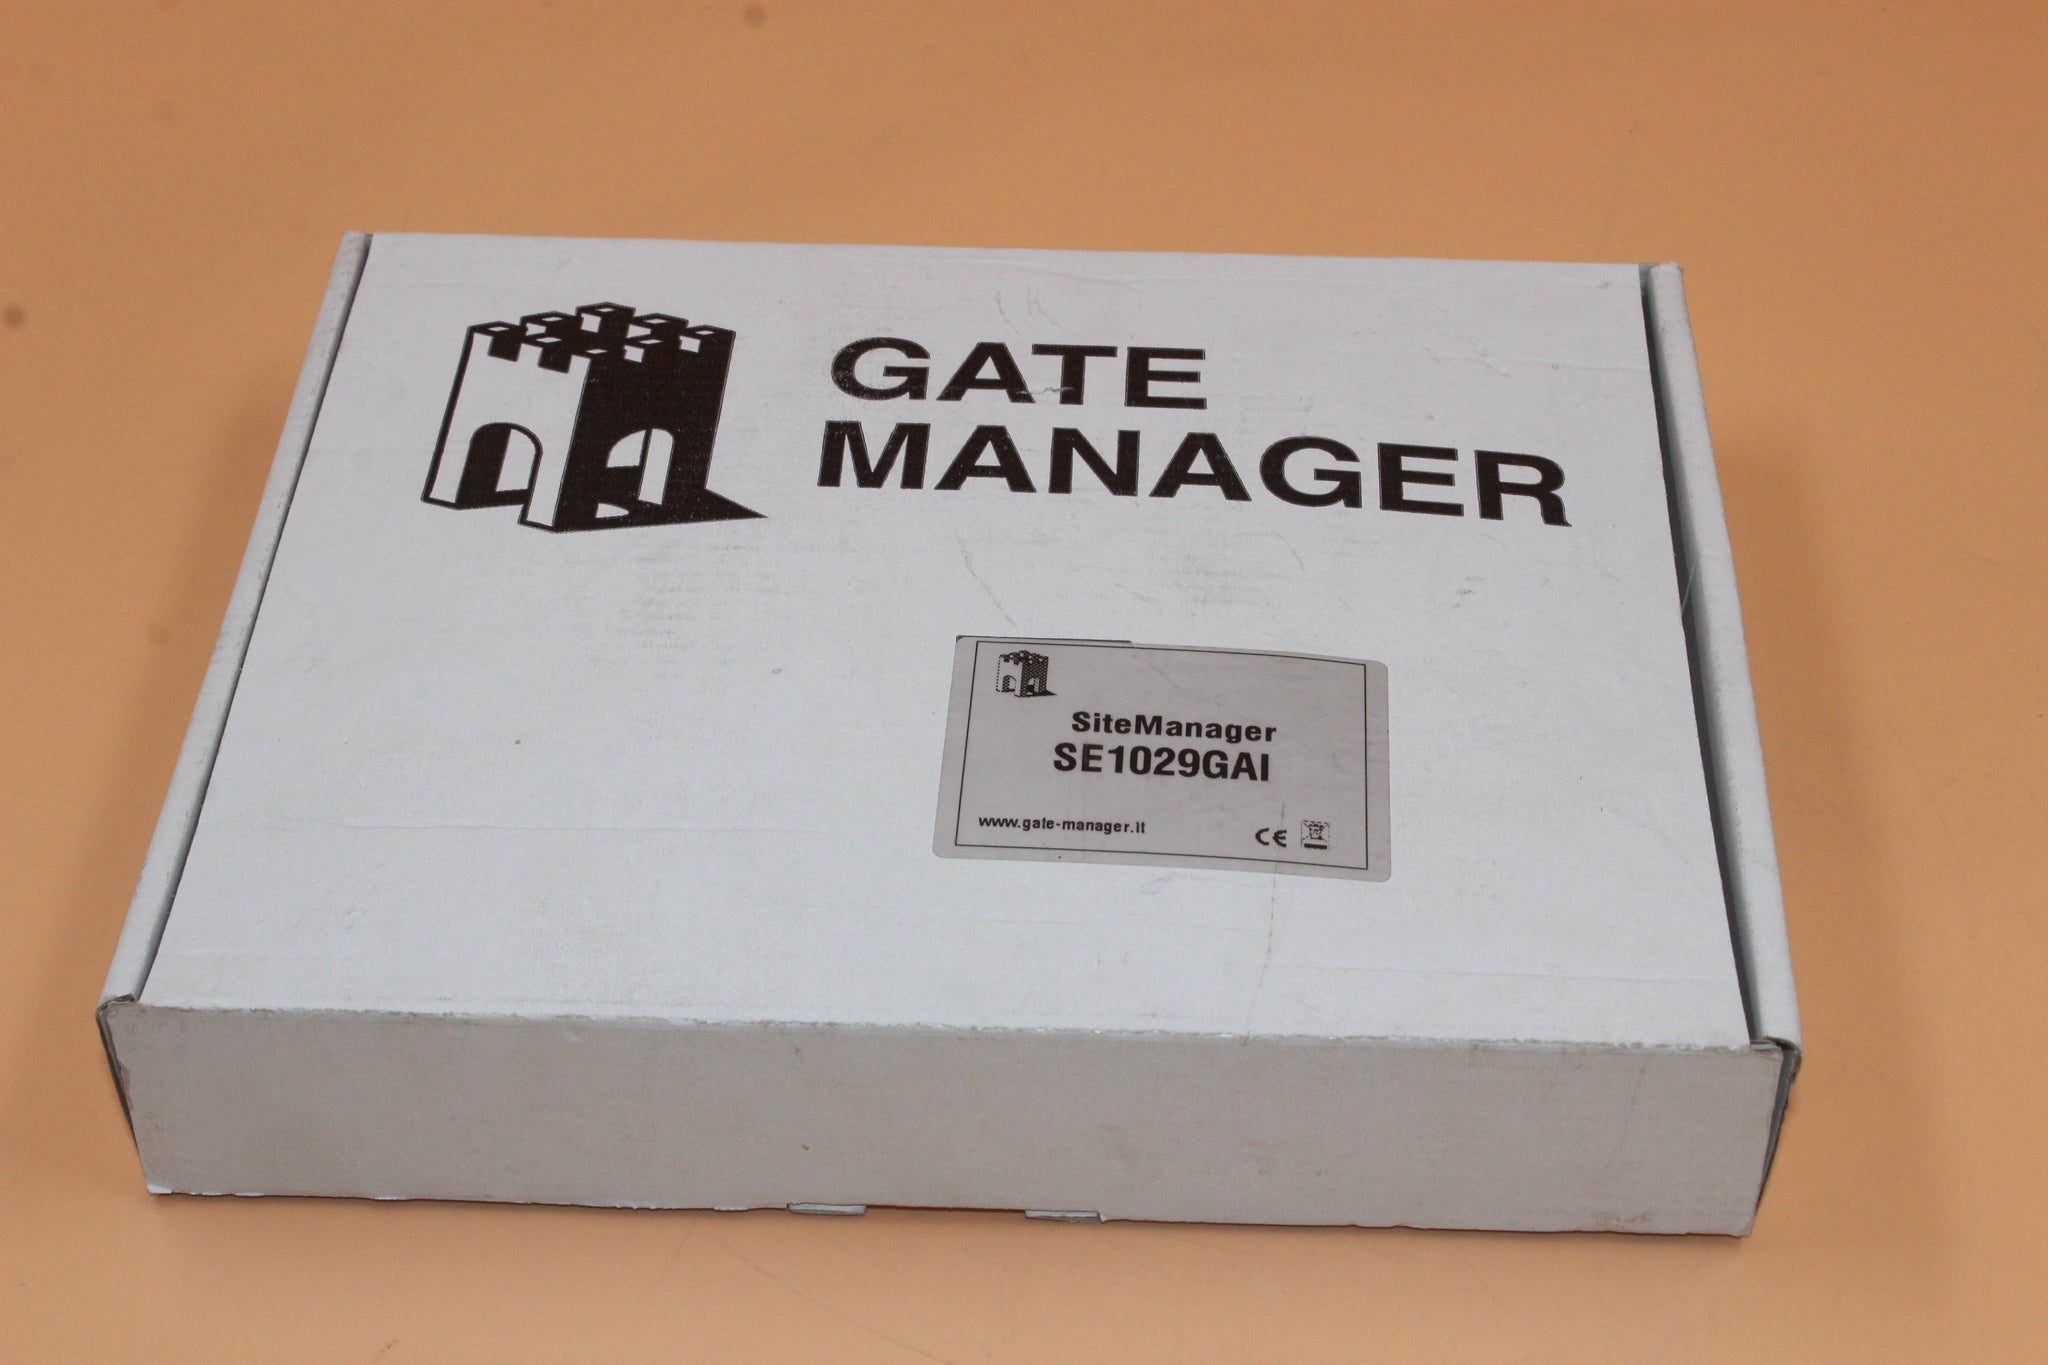 GATE
MANAGER
SiteManager
SE1029GAI
www.gate-manager.it
CE